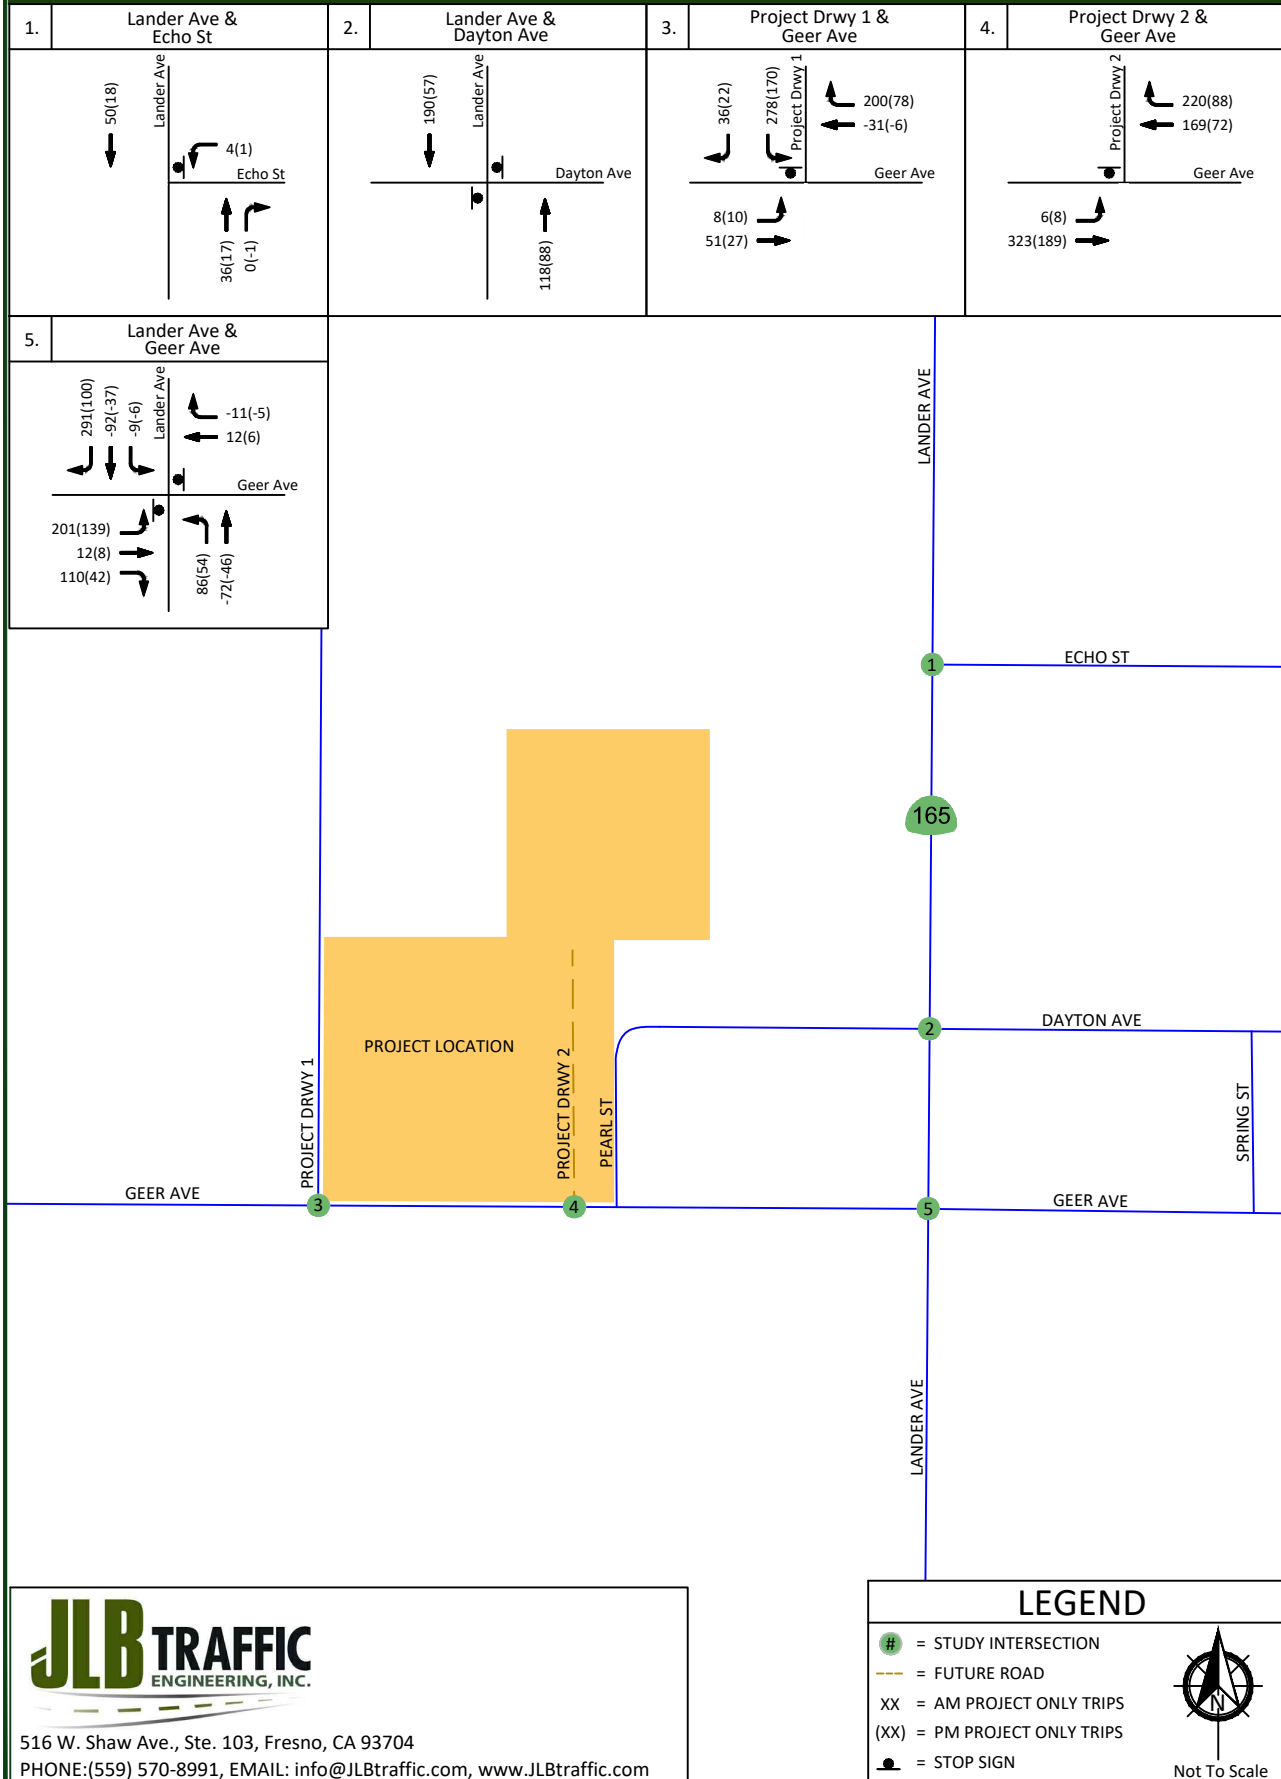 1.
Lander Ave &
Echo St
50(18)
Lander Ave
4(1)
Echo St
36(17)
0(-1)
2.
Lander Ave &
Dayton Ave
190(57)
Lander Ave
Dayton Ave
118(88)
3.
Project Drwy 1 &
Geer Ave
36(22)
278(170)
Project Drwy 1
200(78)
-31(-6)
Geer Ave
8(10)
51(27)
4.
Project Drwy 2 &
Geer Ave
Project Drwy 2
220(88)
169(72)
Geer Ave
6(8)
323(189)
5.
Lander Ave &
Geer Ave
291(100)
-92(-37)
-9(-6)
Lander Ave
-11(-5)
12(6)
Geer Ave
201(139)
12(8)
110(42)
86(54)
-72(-46)
LANDER AVE
1
ECHO ST
165
2
DAYTON AVE
PROJECT LOCATION
PROJECT DRWY 1
PROJECT DRWY 2
PEARL ST
SPRING ST
GEER AVE
3
4
5
GEER AVE
LANDER AVE
JLB TRAFFIC
ENGINEERING, INC.
516 W. Shaw Ave., Ste. 103, Fresno, CA 93704
PHONE:(559) 570-8991, EMAIL: info@JLBtraffic.com, www.JLBtraffic.com
LEGEND
# = STUDY INTERSECTION
= FUTURE ROAD
XX = AM PROJECT ONLY TRIPS
(XX) = PM PROJECT ONLY TRIPS
= STOP SIGN
N
Not To Scale